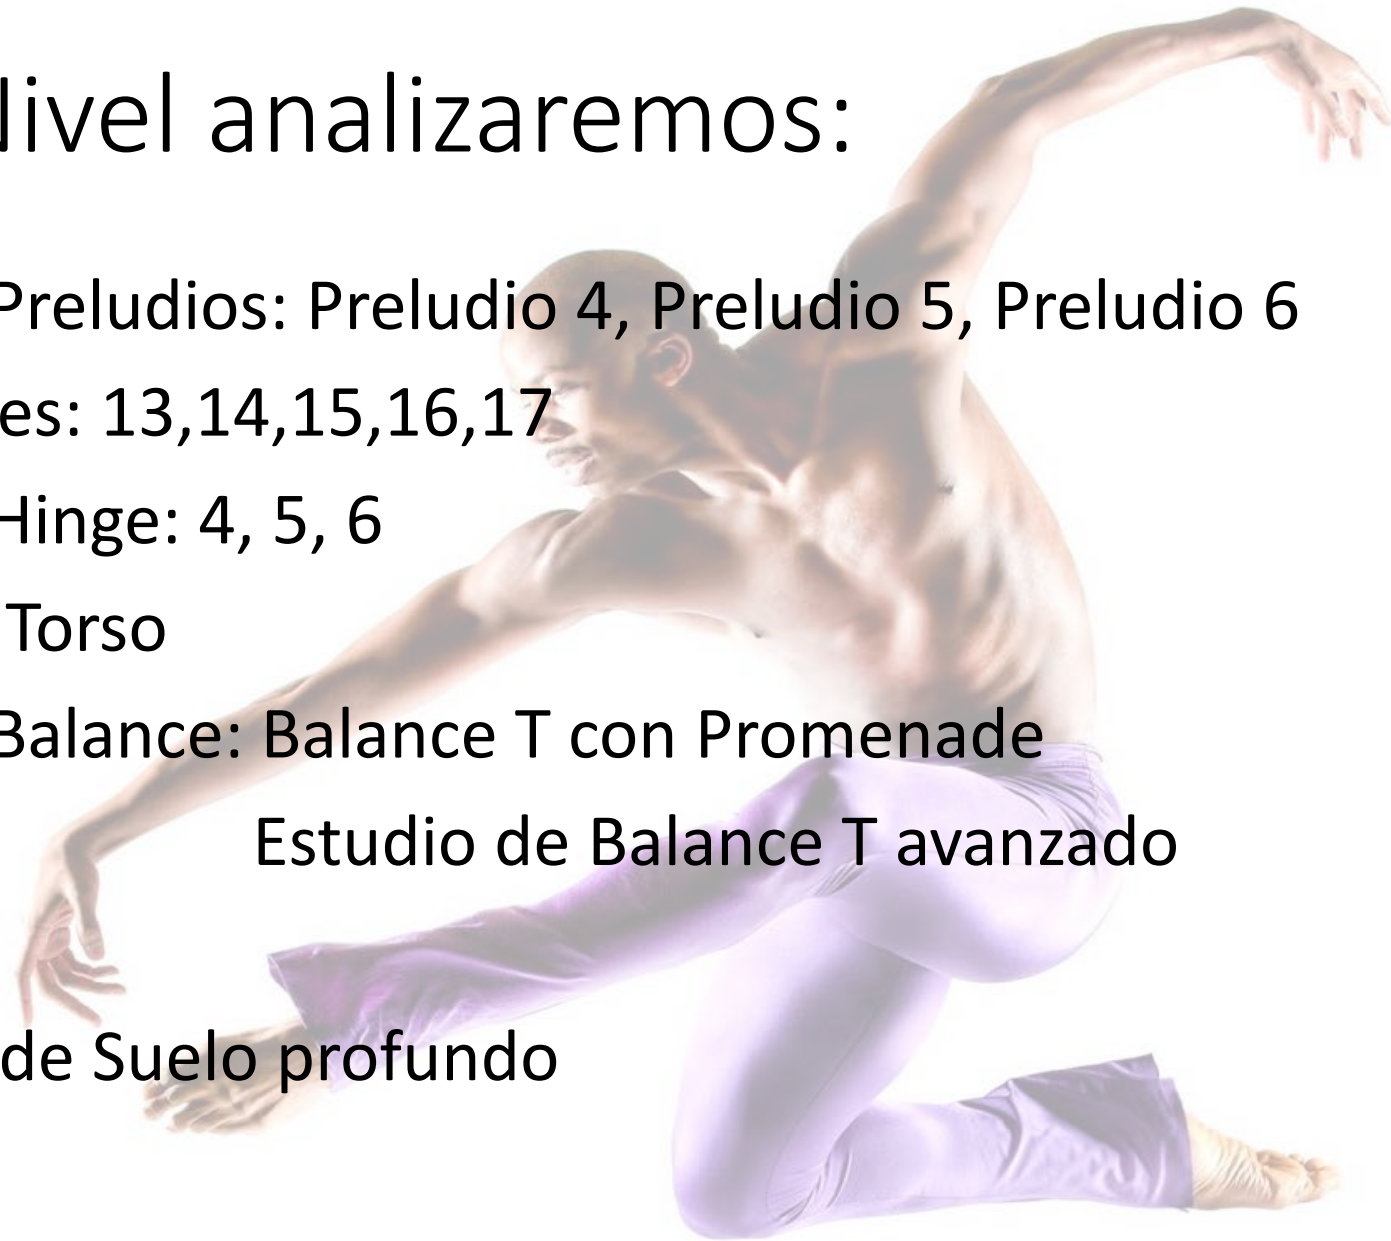 ivel analizaremos:
Preludios: Preludio 4, Preludio 5, Preludio 6
es: 13,14,15,16,17
Hinge: 4, 5, 6
Torso
Balance: Balance T con Promenade
Estudio de Balance T avanzado
de Suelo profundo